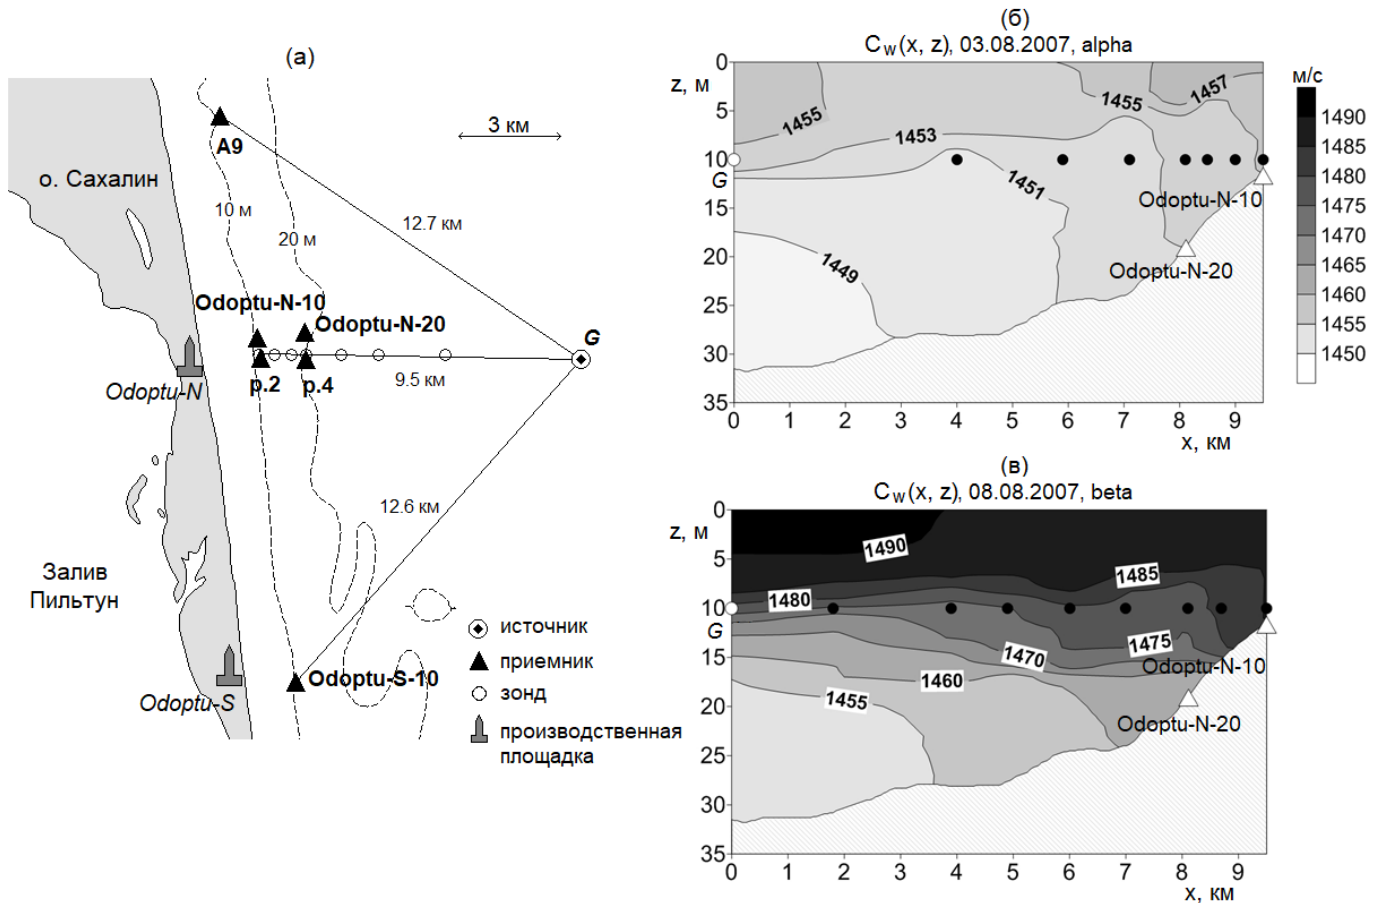 (а)
A9
3 км
о. Сахалин
10 м
20 м
12.7 км
Odoptu-N-10
Odoptu-N-20
G
p.2
p.4
9.5 км
Odoptu-N
12.6 км
Залив
Пильтун
Odoptu-S-10
Odoptu-S
источник
приемник
зонд
производственная
площадка
(б)
C w (x, z), 03.08.2007, alpha
z, м
0
5
10
G
15
20
25
30
35
0 1 2 3 4 5 6 7 8 9
x, км
1455
1453
1455
1457
1451
1449
Odoptu-N-10
Odoptu-N-20
м/с
1490
1485
1480
1475
1470
1465
1460
1455
1450
(в)
C w (x, z), 08.08.2007, beta
z, м
0
5
10
G
15
20
25
30
35
0 1 2 3 4 5 6 7 8 9
x, км
1490
1485
1480
1475
1470
1460
1455
Odoptu-N-10
Odoptu-N-20